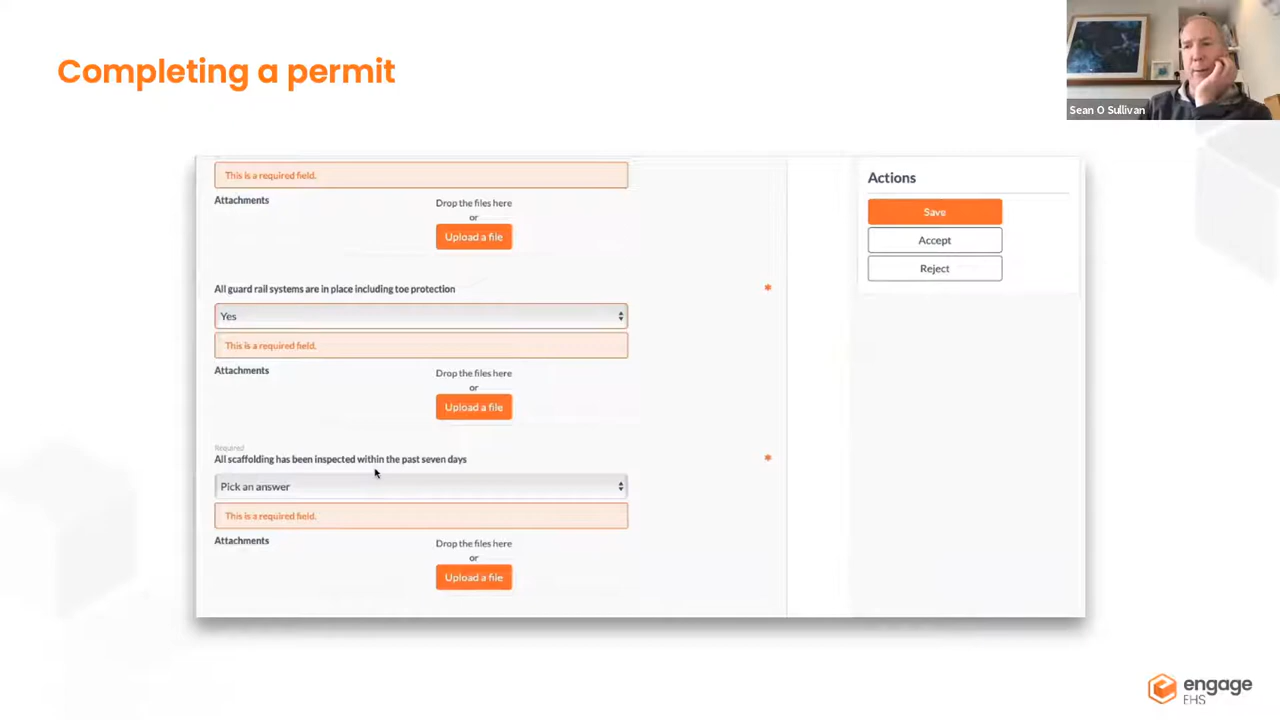 Completing a permit
Sean O Sullivan
This is a required field.
Attachments
Drop the files here
or
Upload a file
All guard rail systems are in place including toe protection
*
Yes
This is a required field.
Attachments
Drop the files here
or
Upload a file
Required
All scaffolding has been inspected within the past seven days
*
Pick an answer
This is a required field.
Attachments
Drop the files here
or
Upload a file
Actions
Save
Accept
Reject
engage
EHS